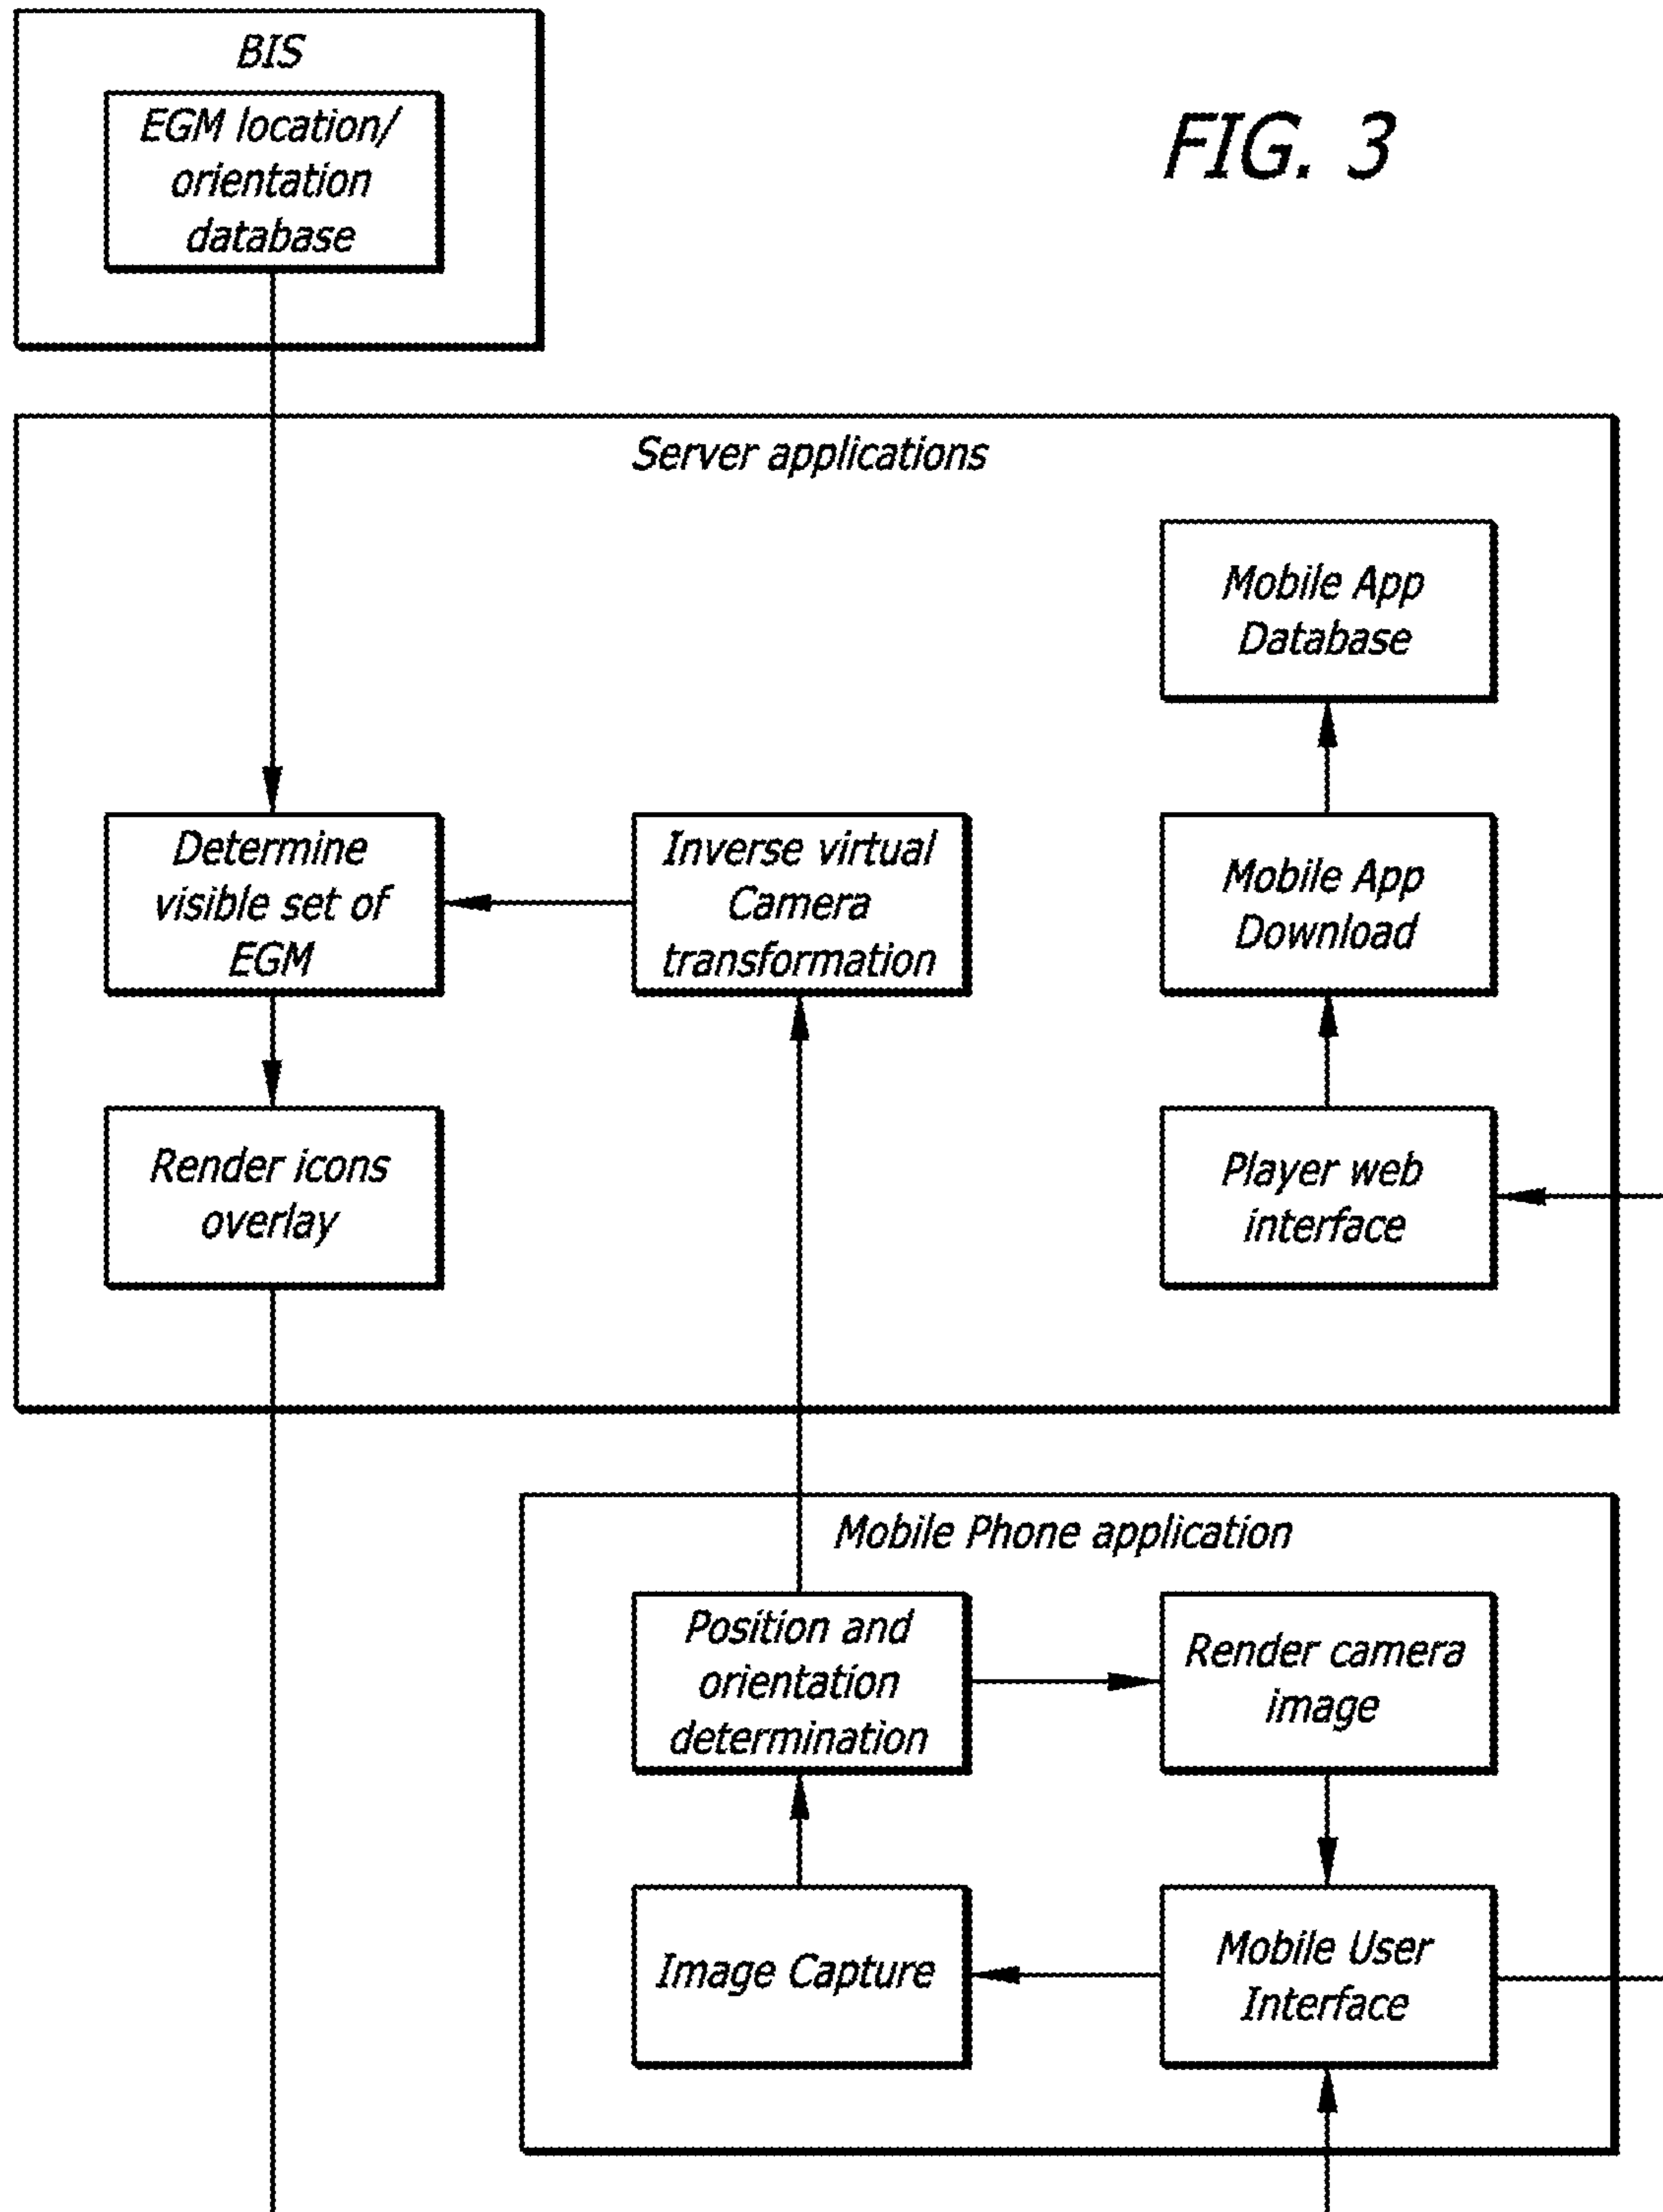 BIS
EGM location/
orientation
database
FIG. 3
Server applications
Mobile App
Database
Determine
visible set of
EGM
Inverse virtual
Camera
transformation
Mobile App
Download
Render icons
overlay
Player web
interface
Mobile Phone application
Position and
orientation
determination
Render camera
image
Image Capture
Mobile User
Interface